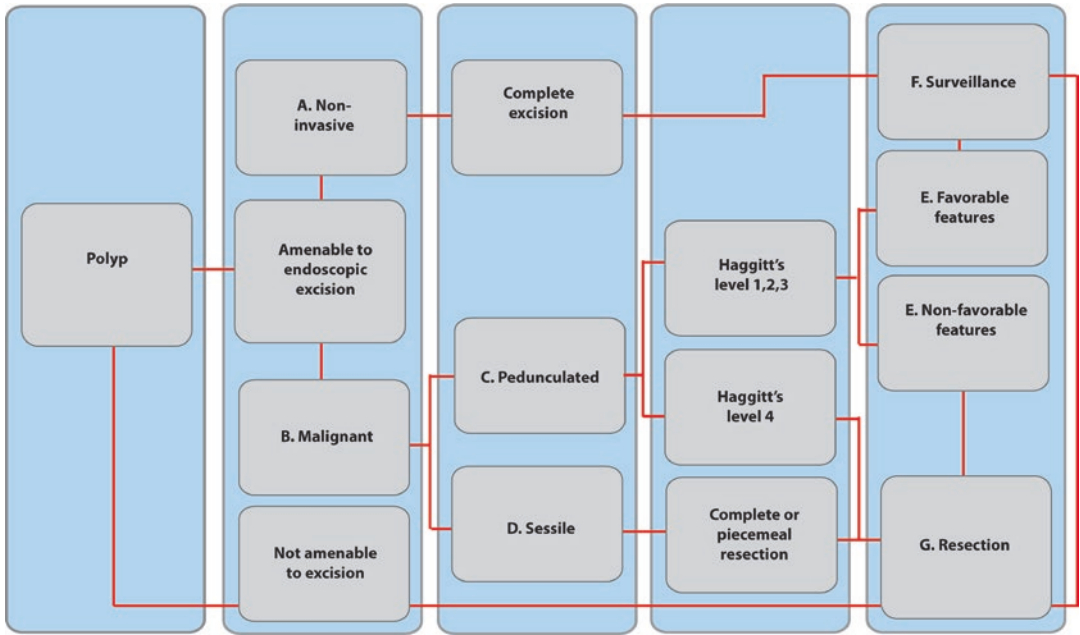 Polyp
A. Non-
invasive
Amenable to
endoscopic
excision
B. Malignant
Not amenable
to excision
Complete
excision
C. Pedunculated
D. Sessile
Haggitt's
level 1,2,3
Haggitt's
level 4
Complete or
piecemeal
resection
F. Surveillance
E. Favorable
features
E. Non-favorable
features
G. Resection